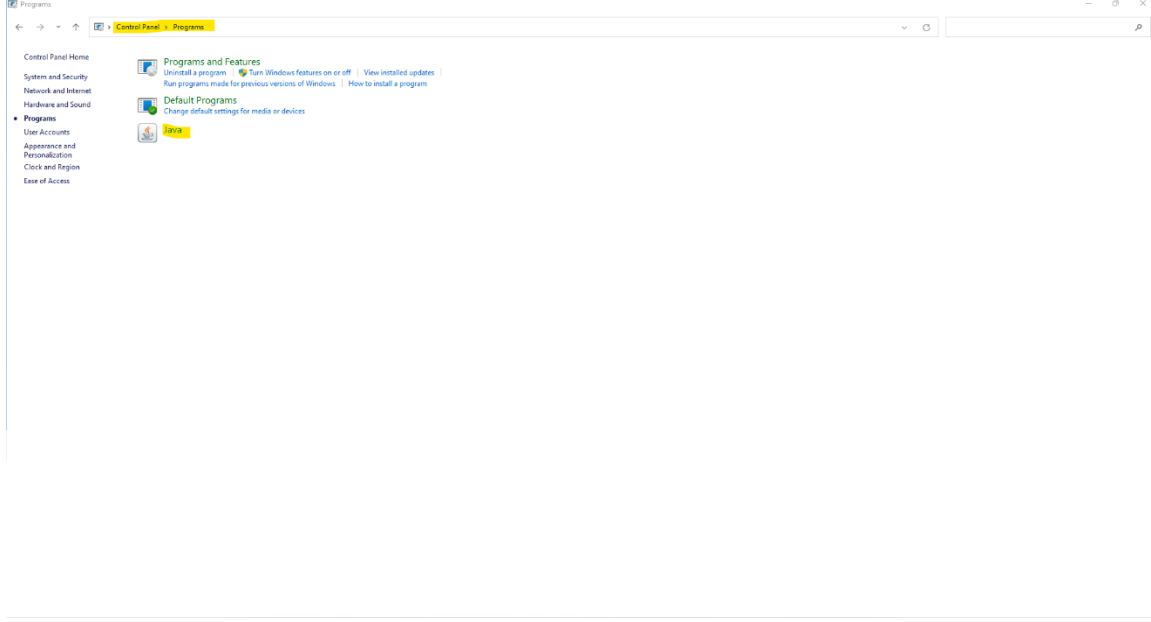 Programs
Control Panel > Programs
Control Panel Home
System and Security
Network and Internet
Hardware and Sound
Programs
User Accounts
Appearance and
Personalization
Clock and Region
Ease of Access
Programs and Features
Uninstall a program | Turn Windows features on or off | View installed updates |
Run programs made for previous versions of Windows | How to install a program
Default Programs
Change default settings for media or devices
Java